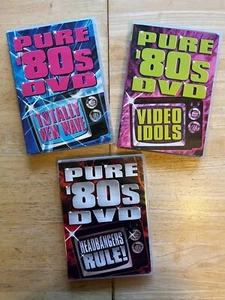 PURE
'80s
DVD
TOTALLY
NEW WAVE
PURE
'80s
DVD
VIDEO
IDOLS
PURE
'80s
DVD
HEADBANGERS
RULE!